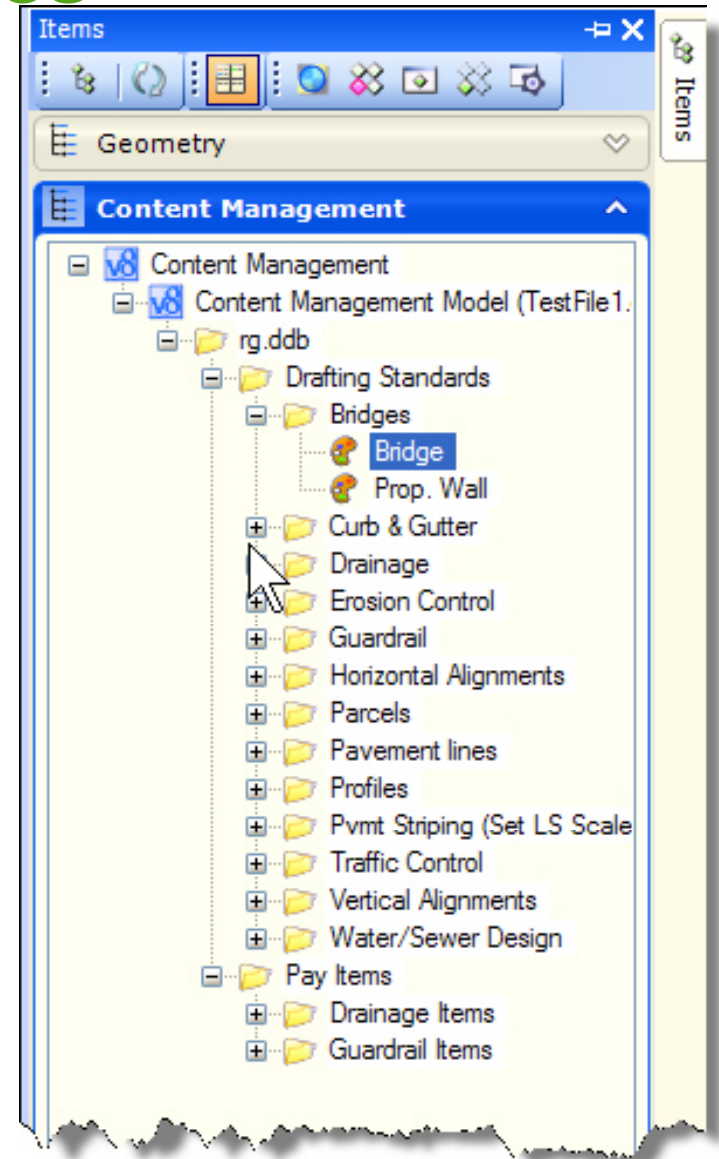 Items
Items
Geometry
Content Management
v8 Content Management
v8 Content Management Model (TestFile1.
rg.ddb
Drafting Standards
Bridges
Bridge
Prop. Wall
Curb & Gutter
Drainage
Erosion Control
Guardrail
Horizontal Alignments
Parcels
Pavement lines
Profiles
Pvmt Striping (Set LS Scale
Traffic Control
Vertical Alignments
Water/Sewer Design
Pay Items
Drainage Items
Guardrail Items